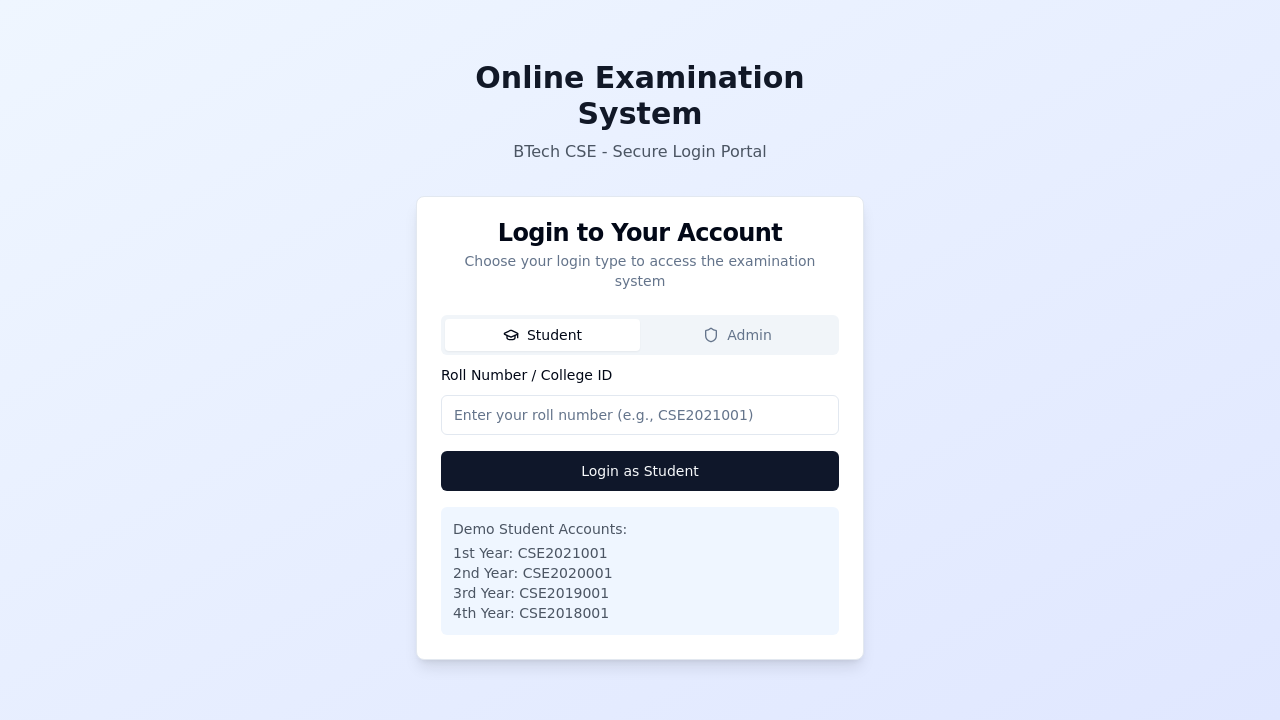 Online Examination
System
BTech CSE - Secure Login Portal
Login to Your Account
Choose your login type to access the examination
system
Student
Admin
Roll Number / College ID
Enter your roll number (e.g., CSE2021001)
Login as Student
Demo Student Accounts:
1st Year: CSE2021001
2nd Year: CSE2020001
3rd Year: CSE2019001
4th Year: CSE2018001